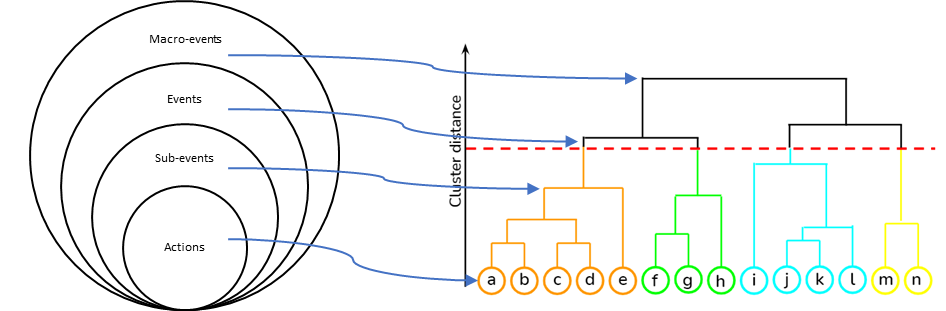 Macro-events
Events
Sub-events
Actions
Cluster distance
a b c d e f g h i j k l m n